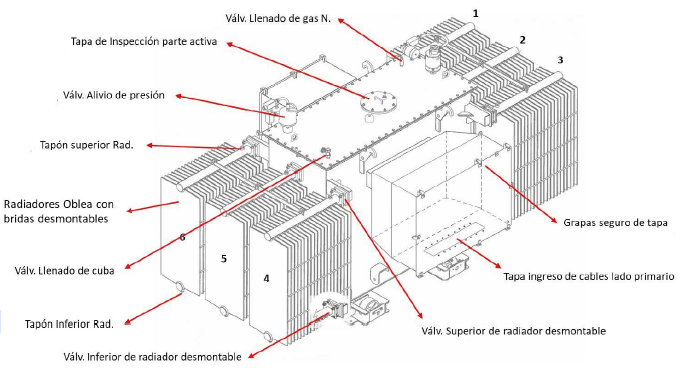 Válv. Llenado de gas N.
1
Tapa de Inspección parte activa
2
3
Válv. Alivio de presión
Tapón superior Rad.
Radiadores Oblea con
bridas desmontables
Grapas seguro de tapa
6
5
4
Válv. Llenado de cuba
Tapa ingreso de cables lado primario
Tapón Inferior Rad.
Válv. Superior de radiador desmontable
Válv. Inferior de radiador desmontable